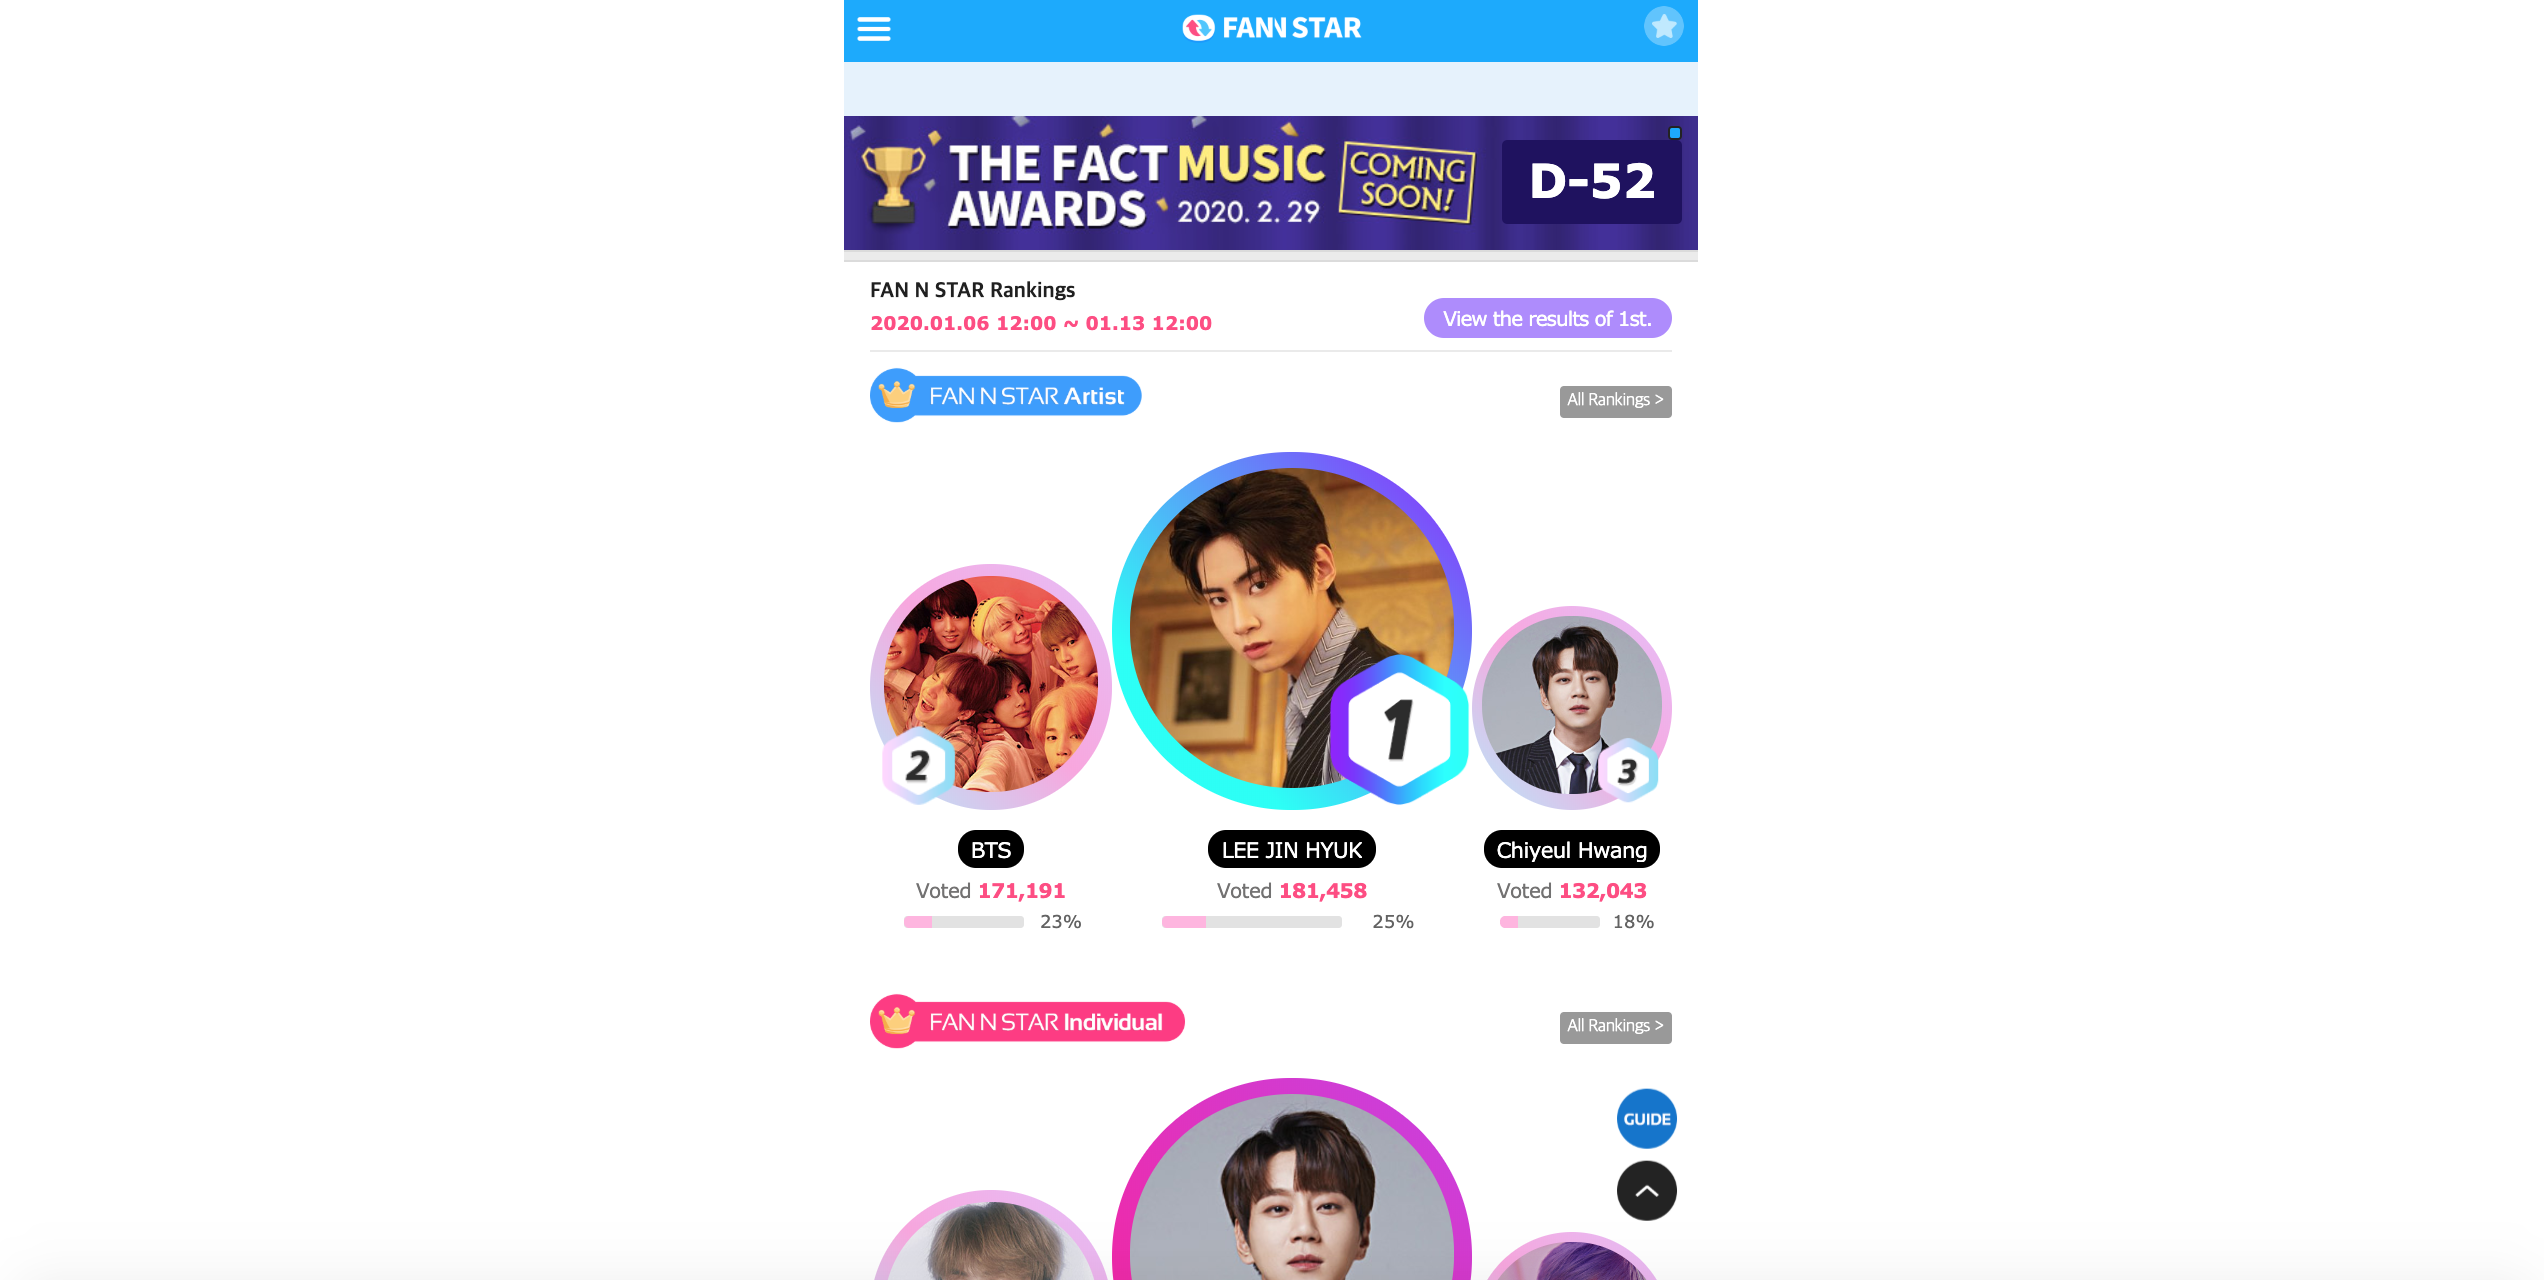 FANNSTAR
THE FACT MUSIC
AWARDS 2020. 2. 29
COMING
SOON!
D-52
FAN N STAR Rankings
2020.01.06 12:00 ~ 01.13 12:00
View the results of 1st.
FAN N STAR Artist
All Rankings >
2
1
3
BTS
LEE JIN HYUK
Chiyeul Hwang
Voted 171,191
Voted 181,458
Voted 132,043
23%
25%
18%
FAN N STAR Individual
All Rankings >
GUIDE